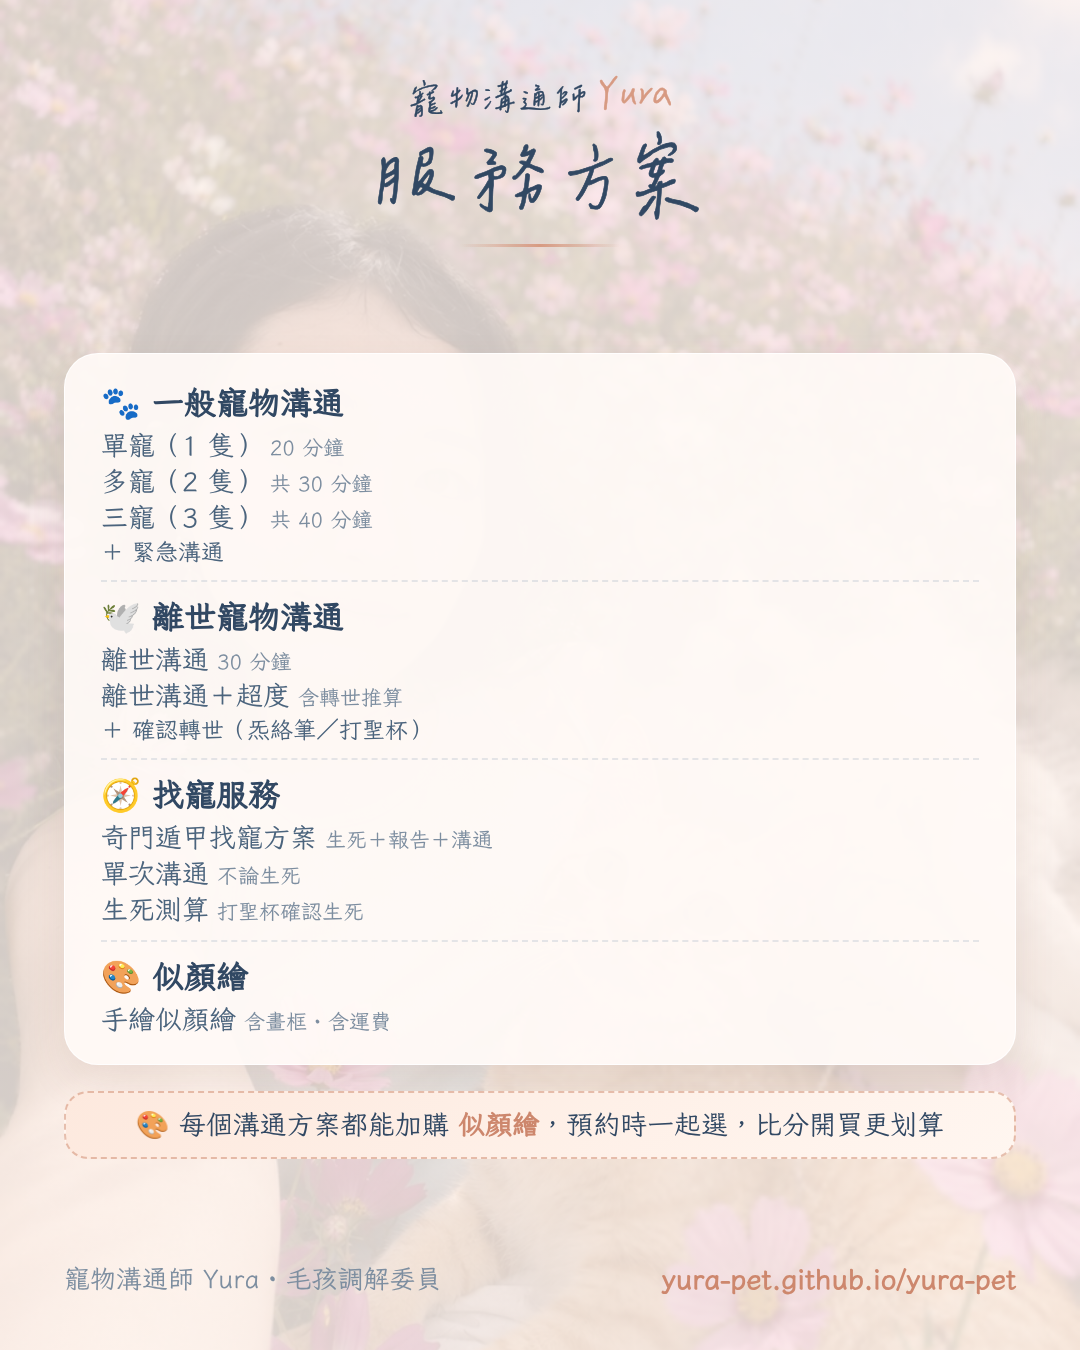 寵物溝通師 Yura
服務方案
🐾 一般寵物溝通
單寵（1 隻） 20 分鐘
多寵（2 隻） 共 30 分鐘
三寵（3 隻） 共 40 分鐘
＋ 緊急溝通
🕊️ 離世寵物溝通
離世溝通 30 分鐘
離世溝通＋超度 含轉世推算
＋ 確認轉世（炁絡筆／打聖杯）
🧭 找寵服務
奇門遁甲找寵方案 生死＋報告＋溝通
單次溝通 不論生死
生死測算 打聖杯確認生死
🎨 似顏繪
手繪似顏繪 含畫框・含運費
🎨 每個溝通方案都能加購 似顏繪，預約時一起選，比分開買更划算
寵物溝通師 Yura・毛孩調解委員
yura-pet.github.io/yura-pet